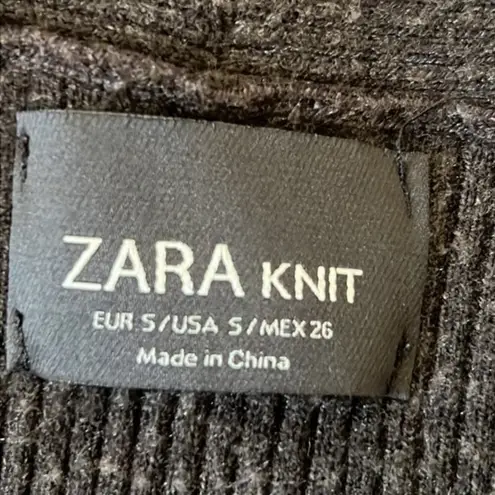 ZARA KNIT
EUR S/USA S/MEX 26
Made in China